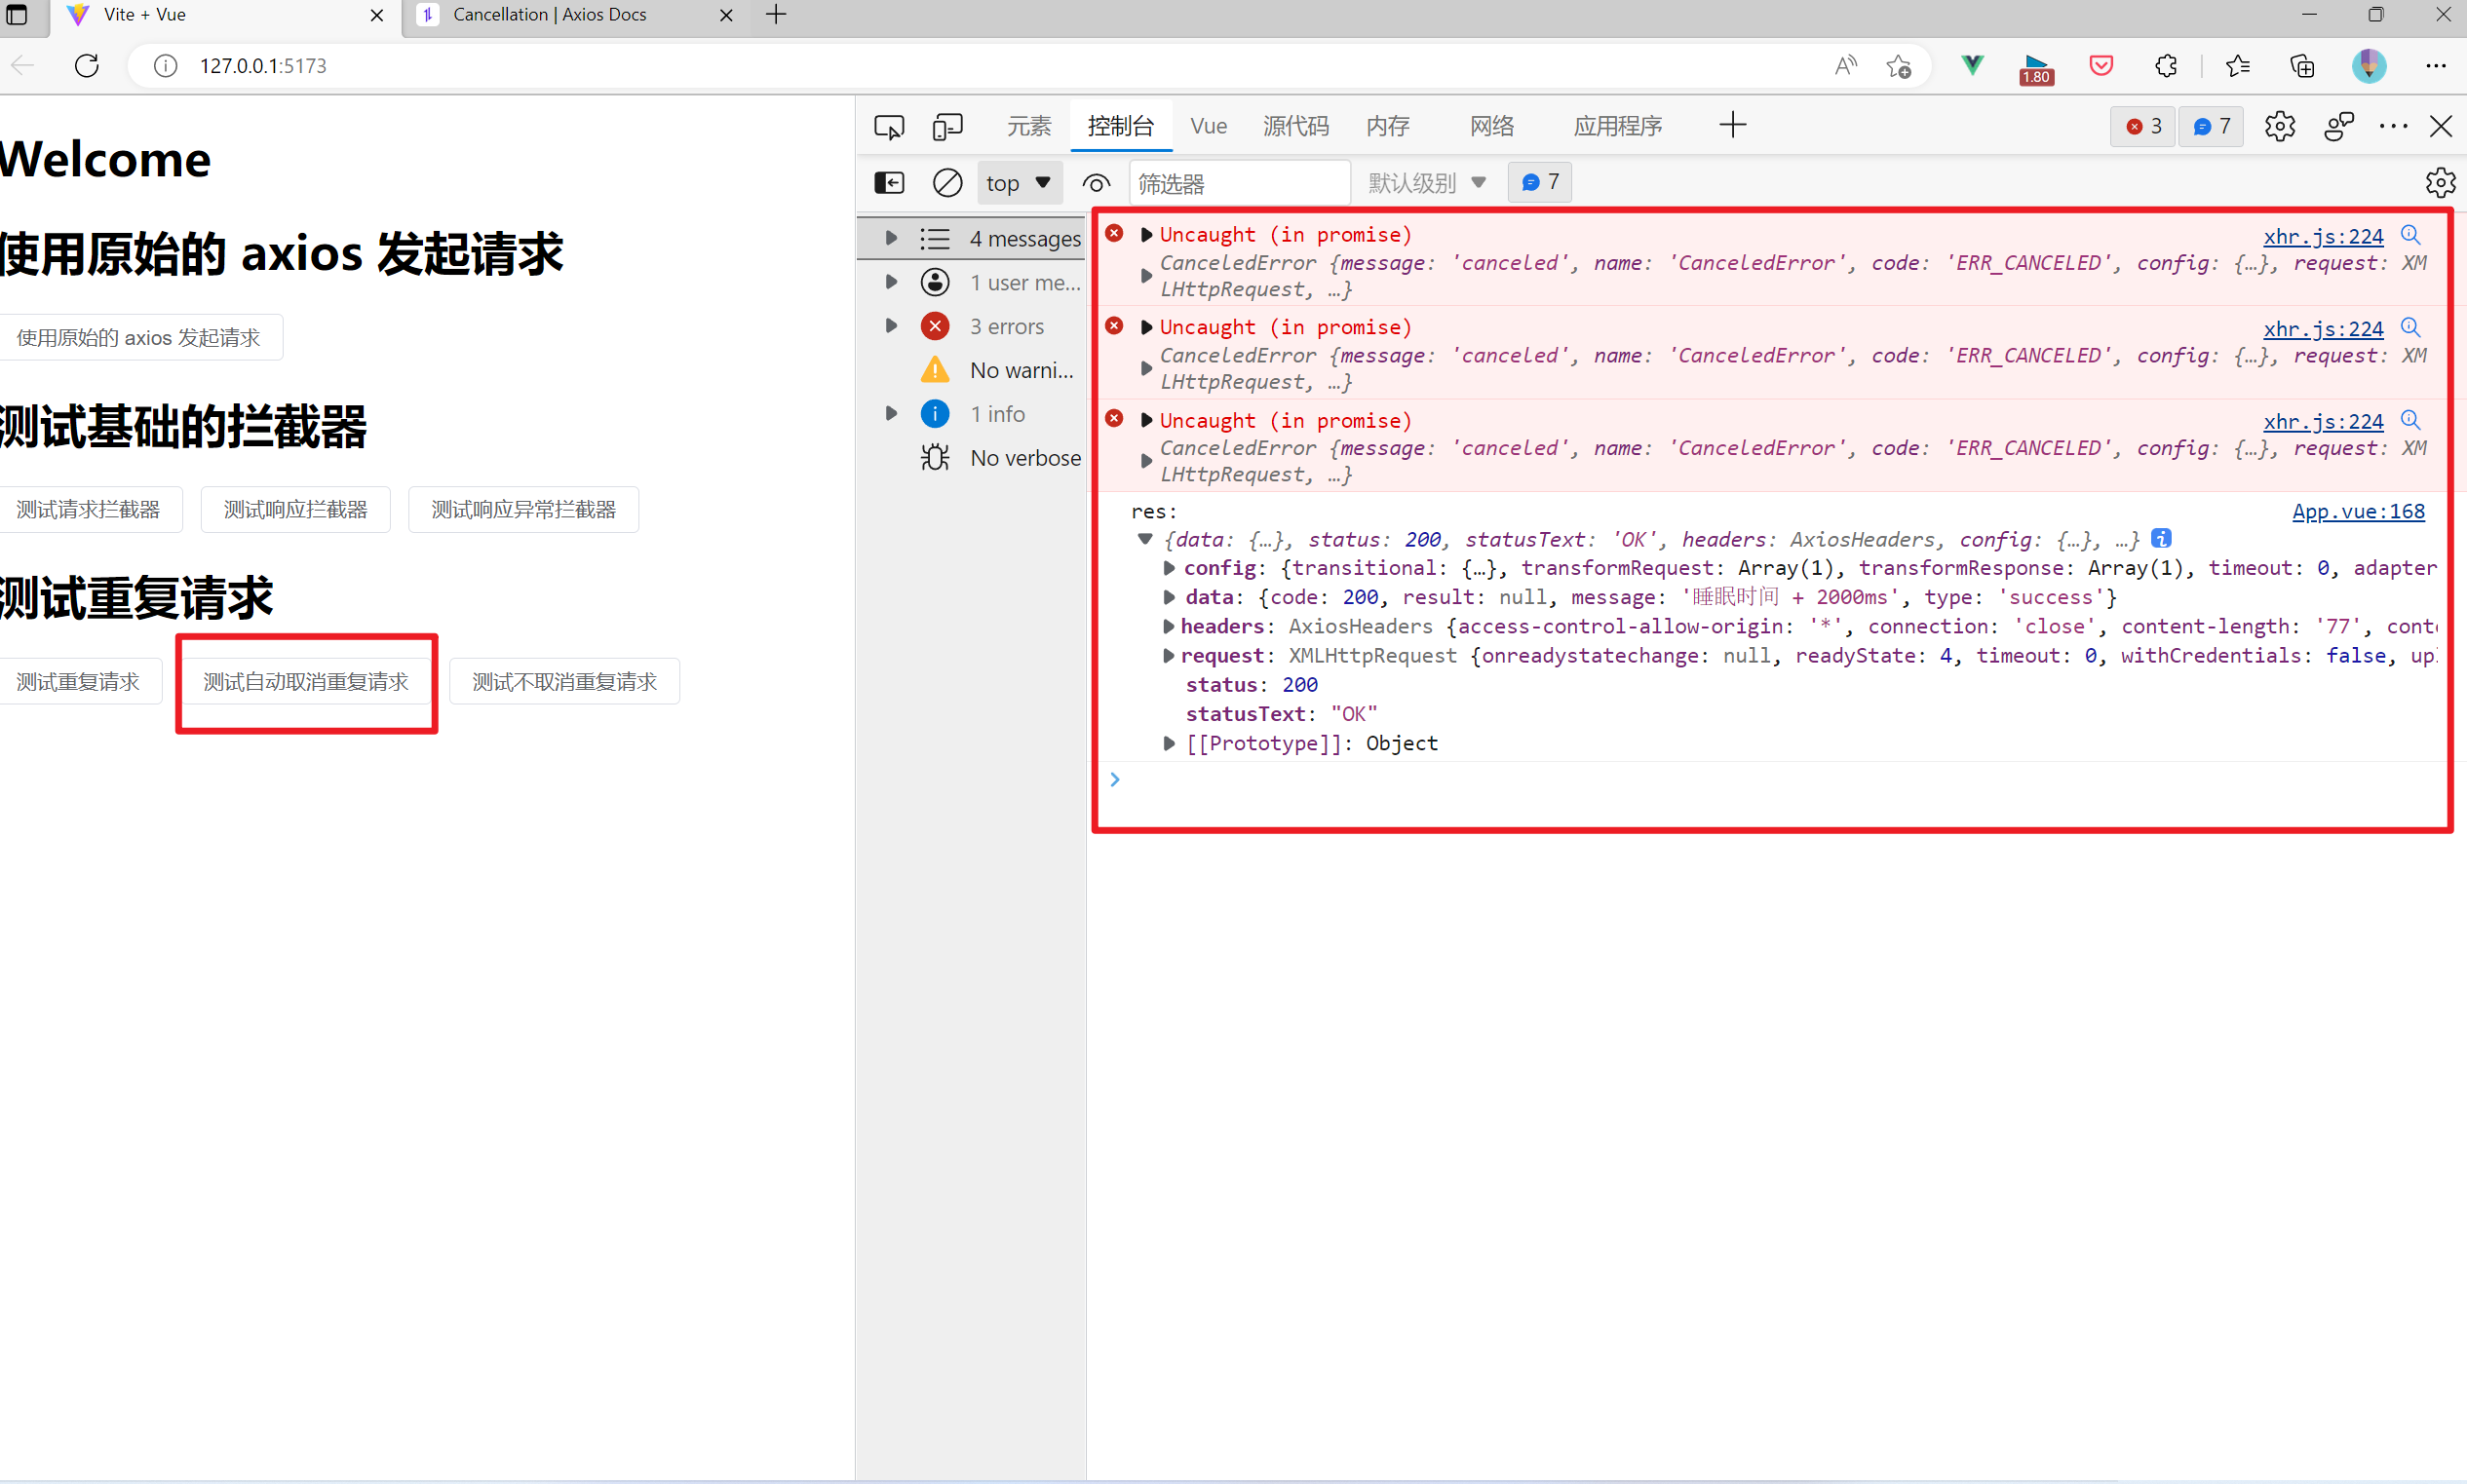 Vite + Vue
Cancellation | Axios Docs
127.0.0.1:5173
1.80
Welcome
使用原始的 axios 发起请求
使用原始的 axios 发起请求
测试基础的拦截器
测试请求拦截器 测试响应拦截器 测试响应异常拦截器
测试重复请求
测试重复请求 测试自动取消重复请求 测试不取消重复请求
元素 控制台 Vue 源代码 内存 网络 应用程序 3 7
top 筛选器 默认级别 7
4 messages
1 user me...
3 errors
No warni...
1 info
No verbose
Uncaught (in promise) xhr.js:224
CanceledError {message: 'canceled', name: 'CanceledError', code: 'ERR_CANCELED', config: {…}, request: XM
LHttpRequest, …}
Uncaught (in promise) xhr.js:224
CanceledError {message: 'canceled', name: 'CanceledError', code: 'ERR_CANCELED', config: {…}, request: XM
LHttpRequest, …}
Uncaught (in promise) xhr.js:224
CanceledError {message: 'canceled', name: 'CanceledError', code: 'ERR_CANCELED', config: {…}, request: XM
LHttpRequest, …}
res: App.vue:168
{data: {…}, status: 200, statusText: 'OK', headers: AxiosHeaders, config: {…}, …}
config: {transitional: {…}, transformRequest: Array(1), transformResponse: Array(1), timeout: 0, adapter
data: {code: 200, result: null, message: '睡眠时间 + 2000ms', type: 'success'}
headers: AxiosHeaders {access-control-allow-origin: '*', connection: 'close', content-length: '77', cont
request: XMLHttpRequest {onreadystatechange: null, readyState: 4, timeout: 0, withCredentials: false, up
status: 200
statusText: "OK"
[[Prototype]]: Object